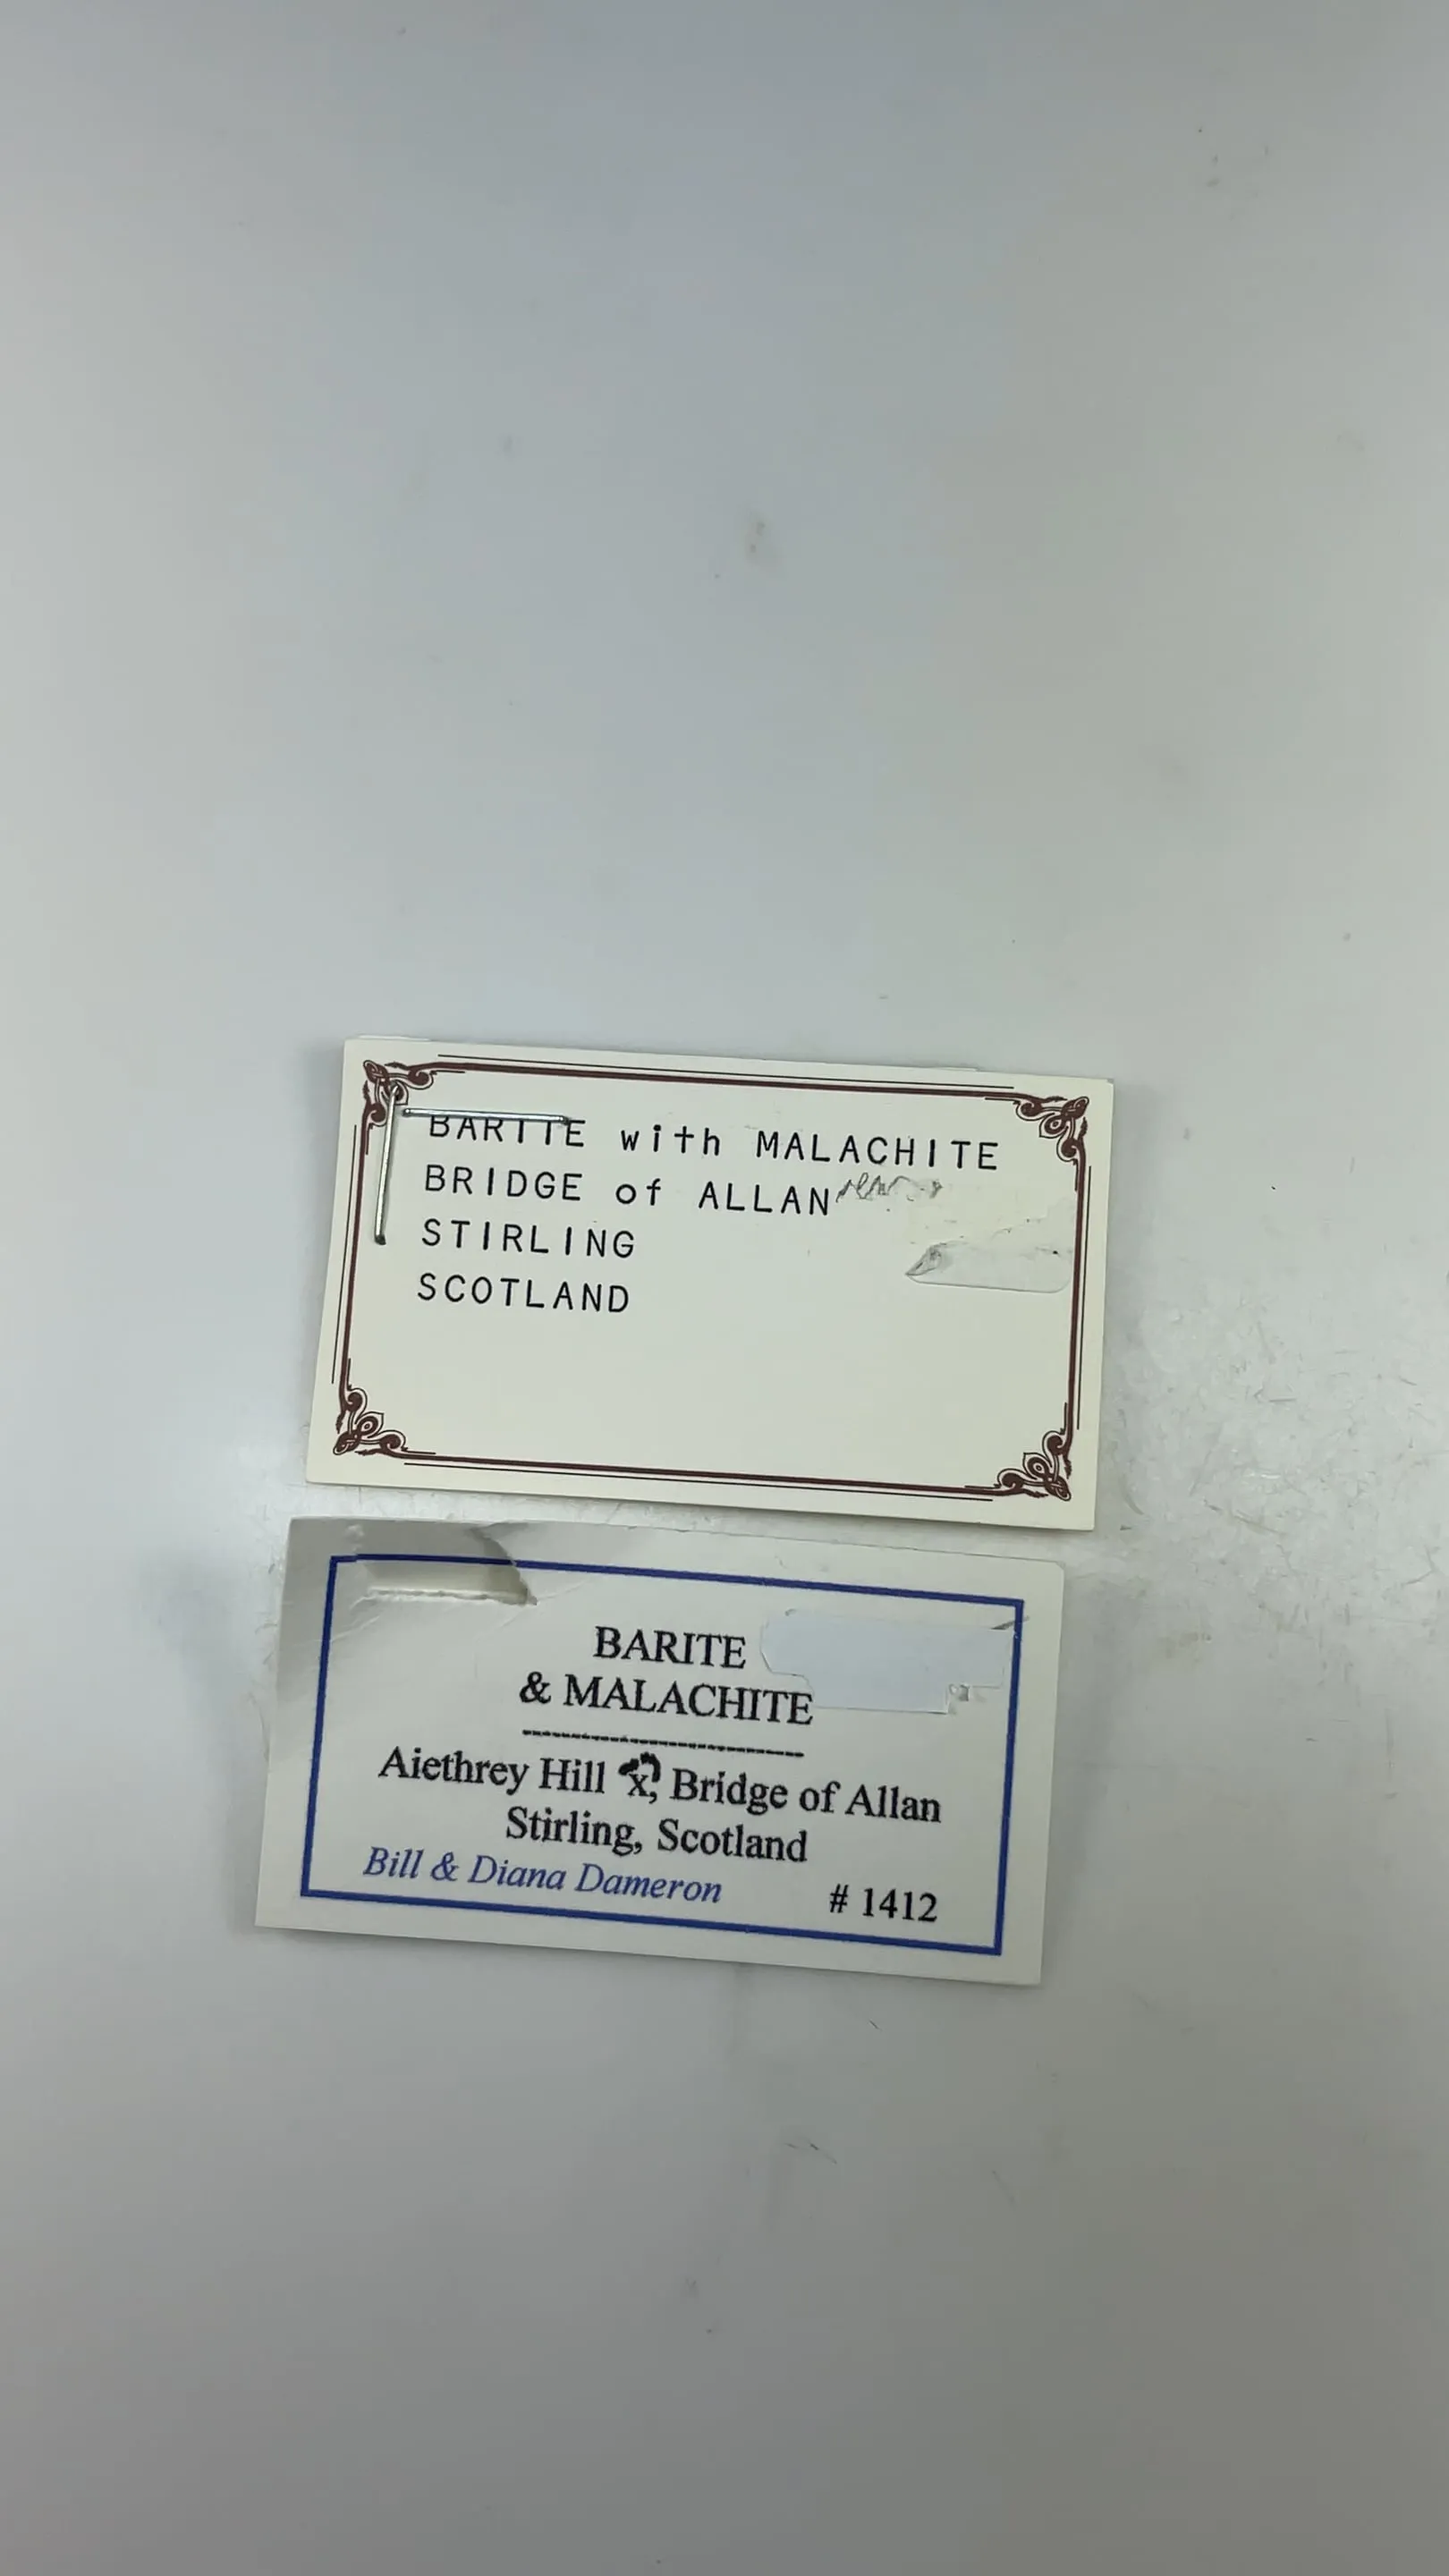 BARITE with MALACHITE
BRIDGE of ALLAN
STIRLING
SCOTLAND
BARITE
& MALACHITE
Aiethrey Hill x, Bridge of Allan
Stirling, Scotland
Bill & Diana Dameron # 1412